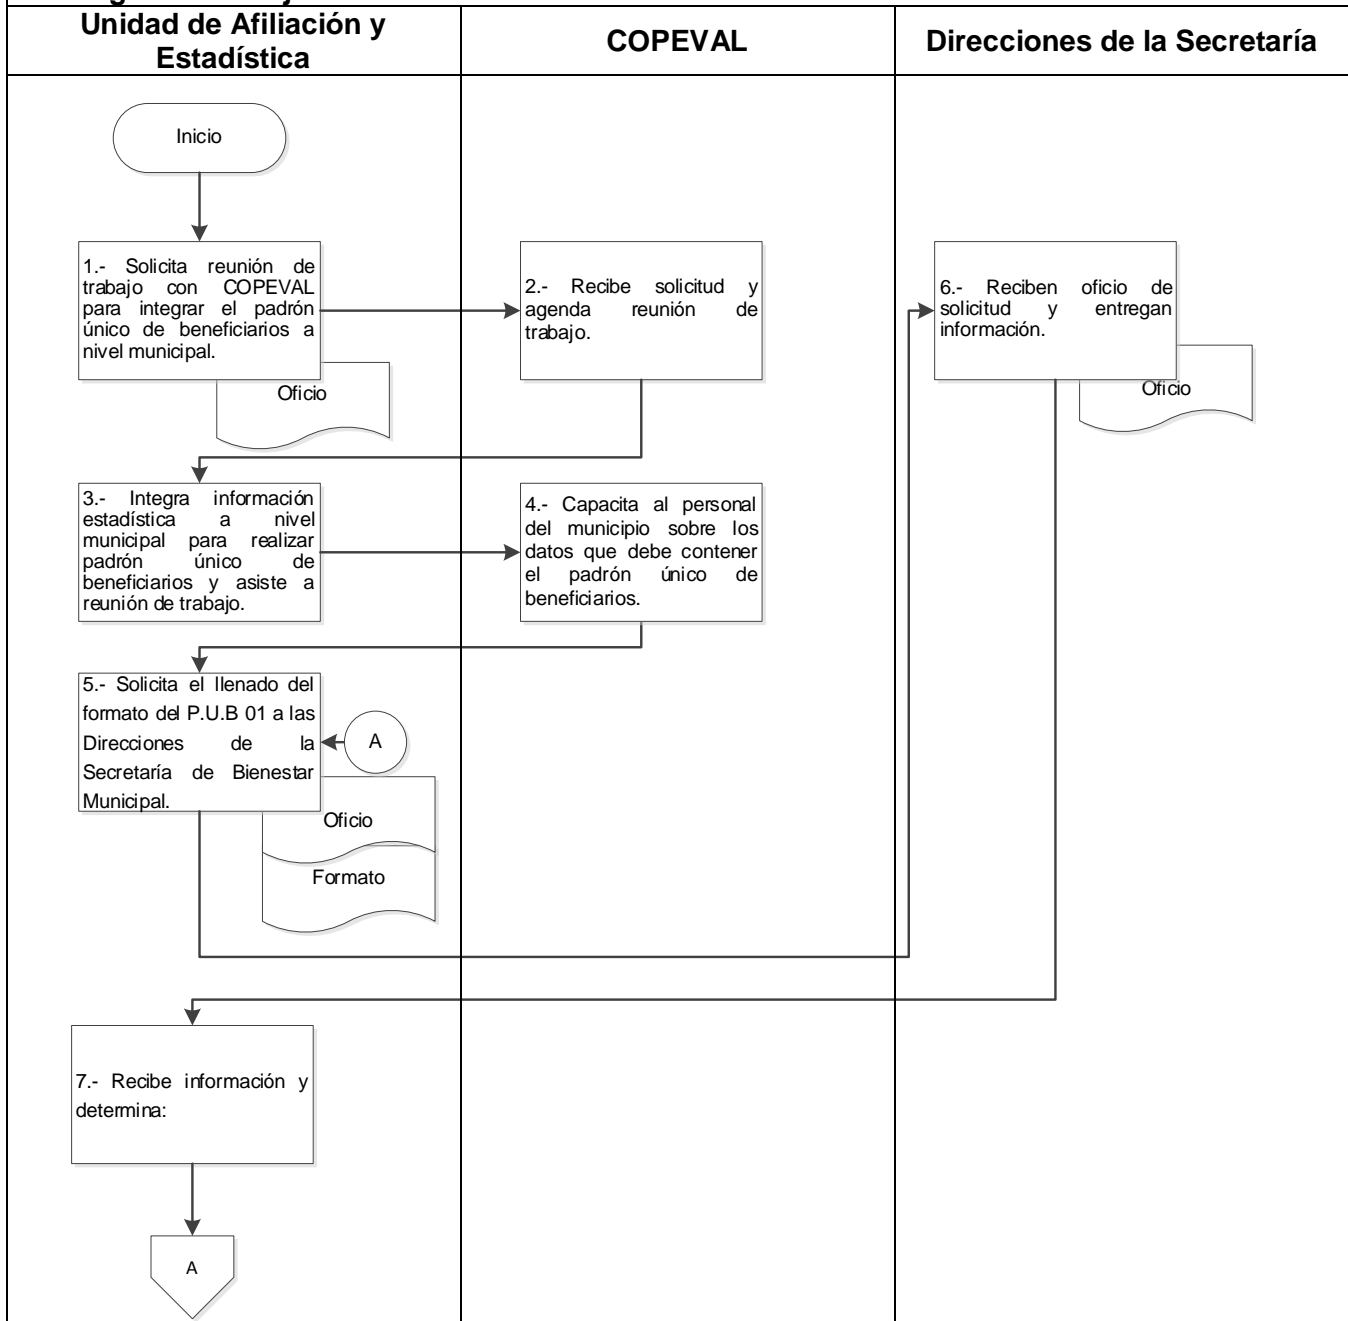 Unidad de Afiliación y
Estadística
COPEVAL
Direcciones de la Secretaría
Inicio
1.- Solicita reunión de
trabajo con COPEVAL
para integrar el padrón
único de beneficiarios a
nivel municipal.
Oficio
2.- Recibe solicitud y
agenda reunión de
trabajo.
6.- Reciben oficio de
solicitud y entregan
información.
Oficio
3.- Integra información
estadística a nivel
municipal para realizar
padrón único de
beneficiarios y asiste a
reunión de trabajo.
4.- Capacita al personal
del municipio sobre los
datos que debe contener
el padrón único de
beneficiarios.
5.- Solicita el llenado del
formato del P.U.B 01 a las
Direcciones de la
Secretaría de Bienestar
Municipal.
A
Oficio
Formato
7.- Recibe información y
determina:
A